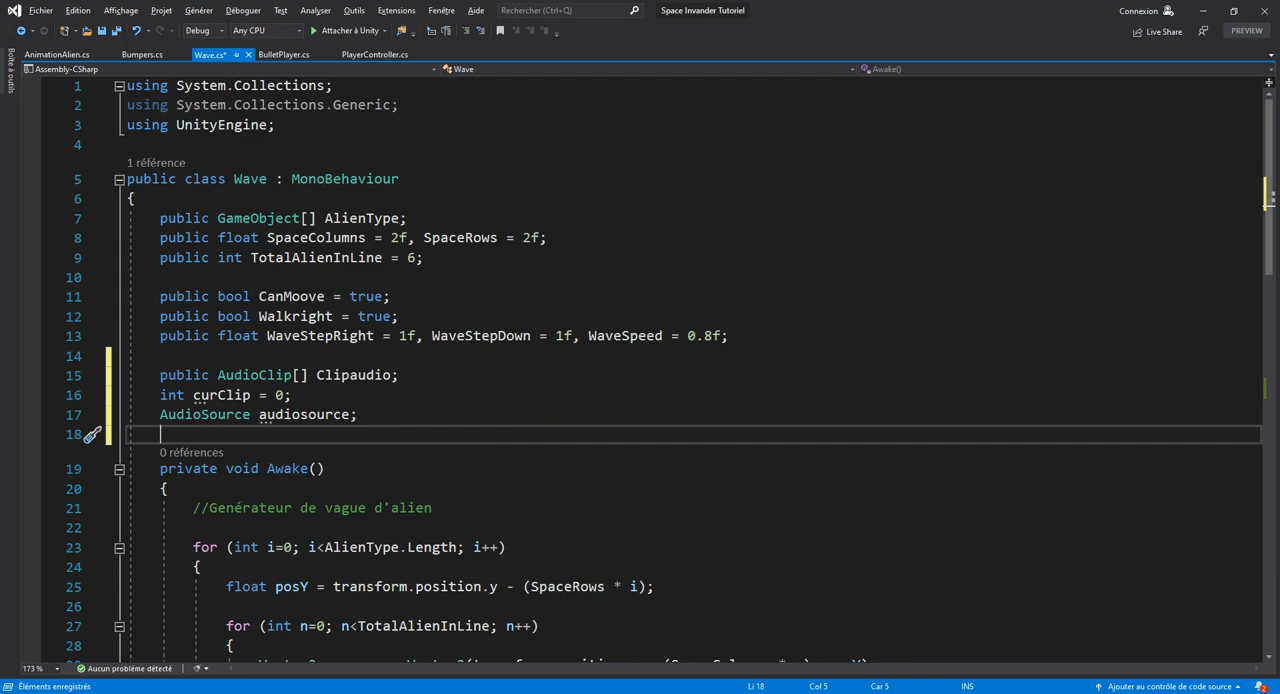 Fichier Edition Affichage Projet Générer Déboguer Test Analyser Outils Extensions Fenêtre Aide Rechercher (Ctrl+Q) Space Invander Tutoriel Connexion
Debug Any CPU Attacher à Unity Live Share PREVIEW
Boîte à outils
AnimationAlien.cs Bumpers.cs Wave.cs* BulletPlayer.cs PlayerController.cs
Assembly-CSharp Wave Awake()
1 using System.Collections;
2 using System.Collections.Generic;
3 using UnityEngine;
4
1 référence
5 public class Wave : MonoBehaviour
6 {
7 public GameObject[] AlienType;
8 public float SpaceColumns = 2f, SpaceRows = 2f;
9 public int TotalAlienInLine = 6;
10
11 public bool CanMoove = true;
12 public bool Walkright = true;
13 public float WaveStepRight = 1f, WaveStepDown = 1f, WaveSpeed = 0.8f;
14
15 public AudioClip[] Clipaudio;
16 int curClip = 0;
17 AudioSource audiosource;
18
0 références
19 private void Awake()
20 {
21 //Genérateur de vague d'alien
22
23 for (int i=0; i<AlienType.Length; i++)
24 {
25 float posY = transform.position.y - (SpaceRows * i);
26
27 for (int n=0; n<TotalAlienInLine; n++)
28 {
173 % Aucun problème détecté
Éléments enregistrés Li 18 Col 5 Car 5 INS Ajouter au contrôle de code source 2